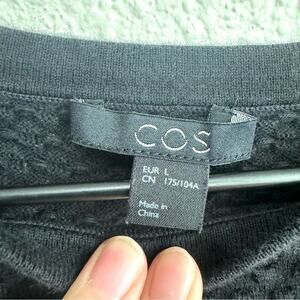 COS
EUR L
CN 175/104A
Made in
China